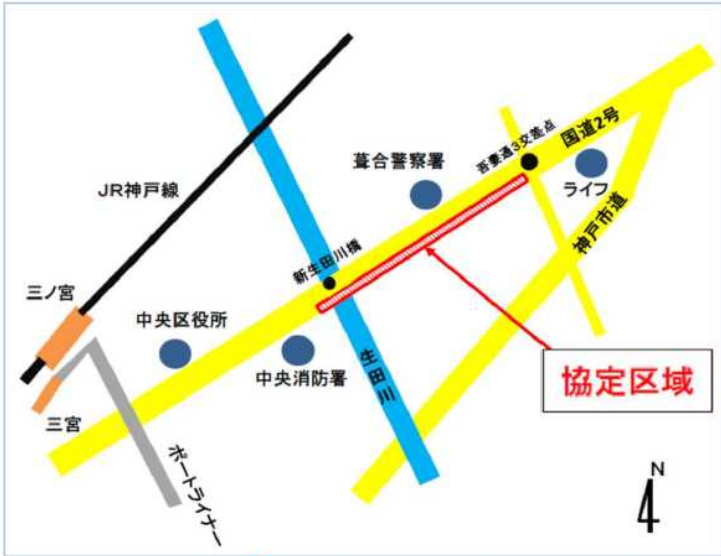 吾妻通3交差点
国道2号
葺合警察署
ライフ
JR神戸線
神戸市道
新生田川橋
三ノ宮
中央区役所
中央消防署
生田川
協定区域
三宮
ポートライナー
N